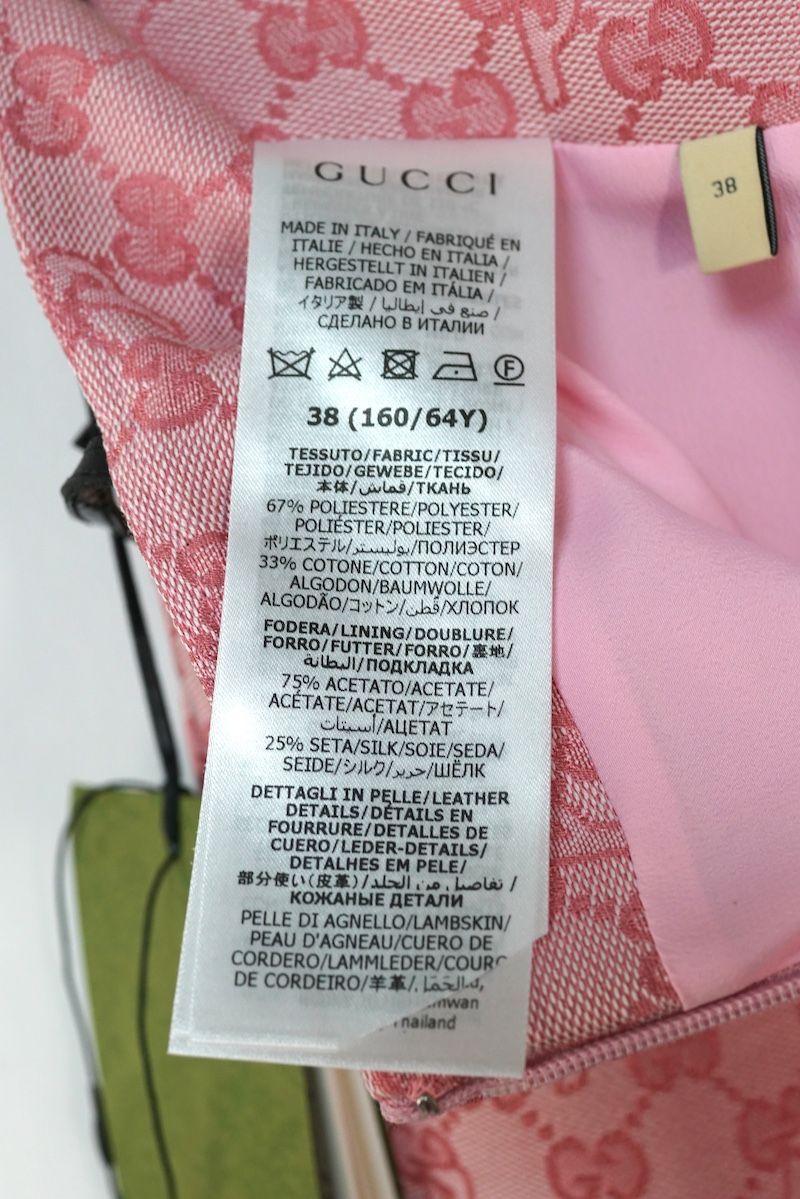 GUCCI
38
MADE IN ITALY / FABRIQUÉ EN
ITALIE / HECHO EN ITALIA /
HERGESTELLT IN ITALIEN /
FABRICADO EM ITÁLIA /
イタリア製 / صنع في إيطاليا /
СДЕЛАНО В ИТАЛИИ
F
38 (160/64Y)
TESSUTO/FABRIC/TISSU/
TEJIDO/GEWEBE/TECIDO/
本体/قماش/ТКАНЬ
67% POLIESTERE/POLYESTER/
POLIÉSTER/POLIESTER/
ポリエステル/بوليستر/ПОЛИЭСТЕР
33% COTONE/COTTON/COTON/
ALGODON/BAUMWOLLE/
ALGODÃO/コットン/قطن/ХЛОПОК
FODERA/LINING/DOUBLURE/
FORRO/FUTTER/FORRO/裏地/
البطانة/ПОДКЛАДКА
75% ACETATO/ACETATE/
ACÉTATE/ACETAT/アセテート/
أسيتات/АЦЕТАТ
25% SETA/SILK/SOIE/SEDA/
SEIDE/シルク/حرير/ШЁЛК
DETTAGLI IN PELLE/LEATHER
DETAILS/DÉTAILS EN
FOURRURE/DETALLES DE
CUERO/LEDER-DETAILS/
DETALHES EM PELE/
部分使い(皮革)/تفاصيل من الجلد /
КОЖАНЫЕ ДЕТАЛИ
PELLE DI AGNELLO/LAMBSKIN/
PEAU D'AGNEAU/CUERO DE
CORDERO/LAMMLEDER/COURO
DE CORDEIRO/羊革/